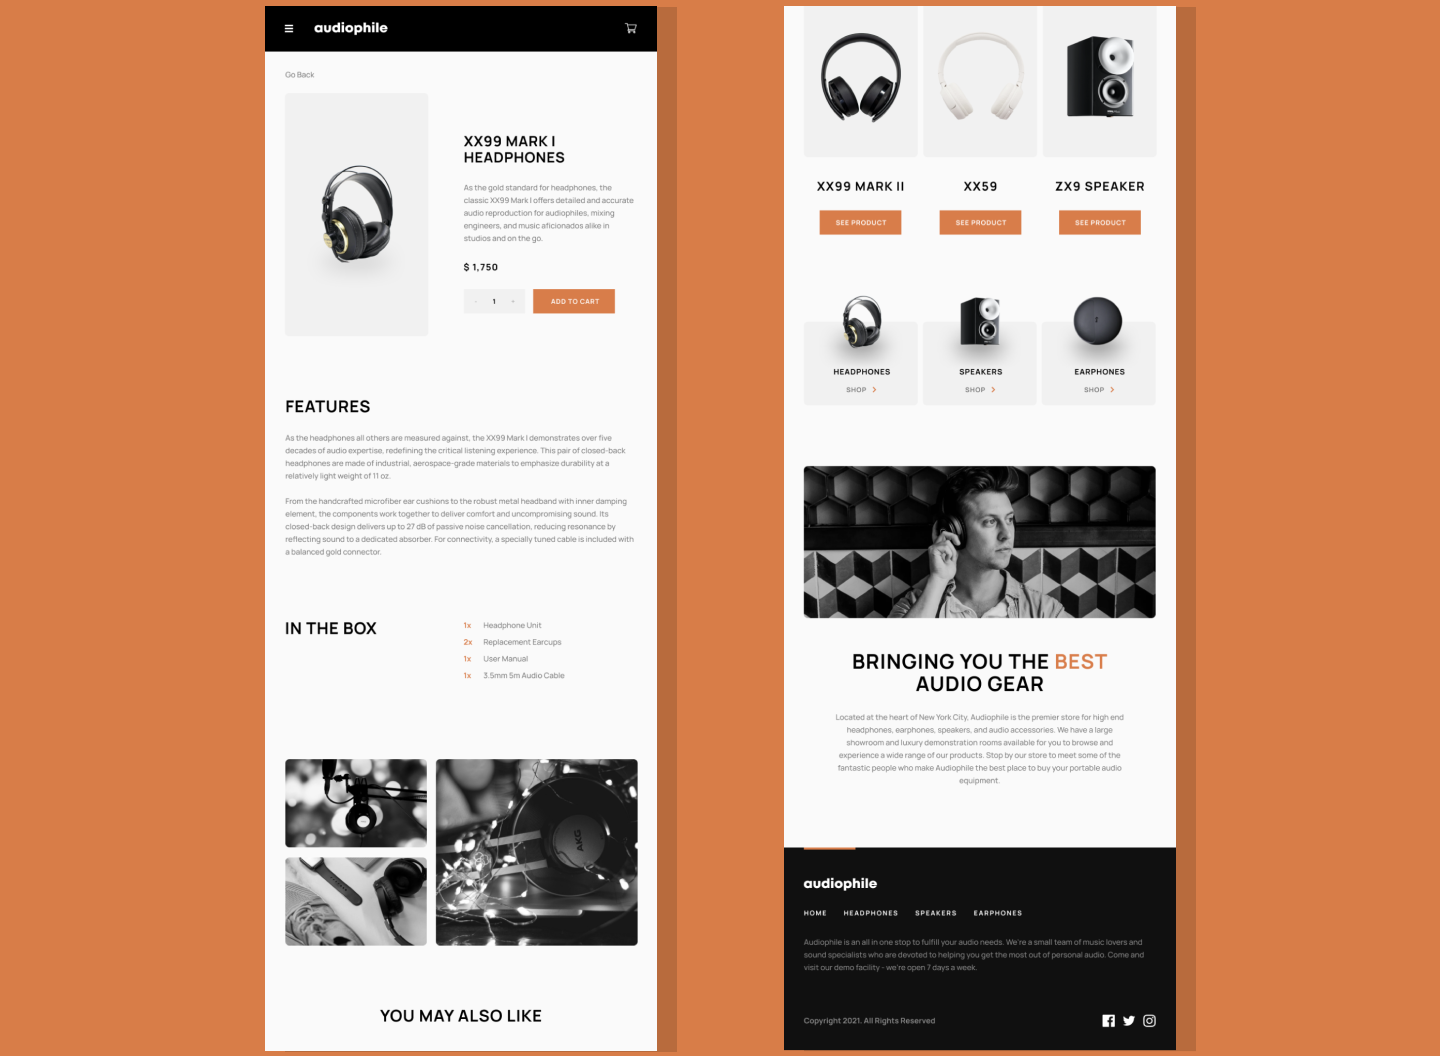 audiophile
Go Back
XX99 MARK I
HEADPHONES
As the gold standard for headphones, the
classic XX99 Mark I offers detailed and accurate
audio reproduction for audiophiles, mixing
engineers, and music aficionados alike in
studios and on the go.
$ 1,750
- 1 +
ADD TO CART
FEATURES
As the headphones all others are measured against, the XX99 Mark I demonstrates over five
decades of audio expertise, redefining the critical listening experience. This pair of closed-back
headphones are made of industrial, aerospace-grade materials to emphasize durability at a
relatively light weight of 11 oz.
From the handcrafted microfiber ear cushions to the robust metal headband with inner damping
element, the components work together to deliver comfort and uncompromising sound. Its
closed-back design delivers up to 27 dB of passive noise cancellation, reducing resonance by
reflecting sound to a dedicated absorber. For connectivity, a specially tuned cable is included with
a balanced gold connector.
IN THE BOX
1x Headphone Unit
2x Replacement Earcups
1x User Manual
1x 3.5mm 5m Audio Cable
AKG
YOU MAY ALSO LIKE
XX99 MARK II
XX59
ZX9 SPEAKER
SEE PRODUCT
SEE PRODUCT
SEE PRODUCT
HEADPHONES
SPEAKERS
EARPHONES
SHOP
SHOP
SHOP
BRINGING YOU THE BEST
AUDIO GEAR
Located at the heart of New York City, Audiophile is the premier store for high end
headphones, earphones, speakers, and audio accessories. We have a large
showroom and luxury demonstration rooms available for you to browse and
experience a wide range of our products. Stop by our store to meet some of the
fantastic people who make Audiophile the best place to buy your portable audio
equipment.
audiophile
HOME HEADPHONES SPEAKERS EARPHONES
Audiophile is an all in one stop to fulfill your audio needs. We're a small team of music lovers and
sound specialists who are devoted to helping you get the most out of personal audio. Come and
visit our demo facility - we're open 7 days a week.
Copyright 2021. All Rights Reserved